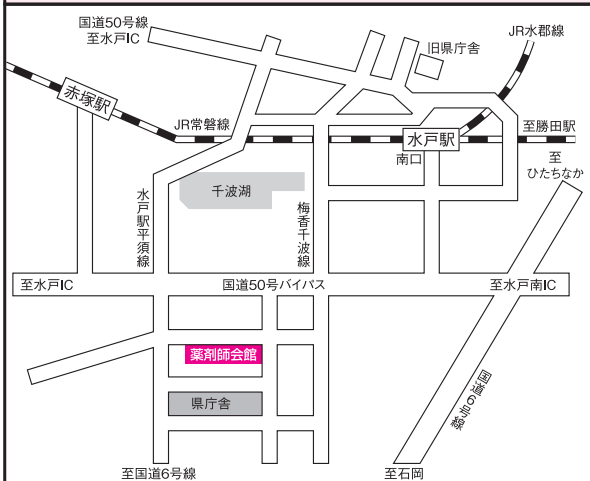 国道50号線
至水戸IC
旧県庁舎
JR水郡線
赤塚駅
JR常磐線
水戸駅
南口
至勝田駅
至
ひたちなか
千波湖
水戸駅平須線
梅香千波線
至水戸IC
国道50号バイパス
至水戸南IC
薬剤師会館
県庁舎
国道6号線
至国道6号線
至石岡